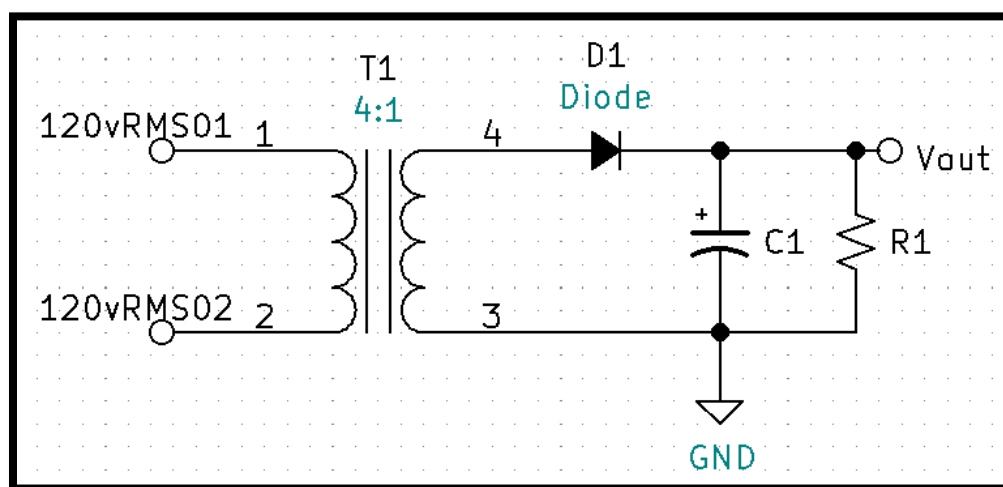 T1
4:1
D1
Diode
120vRMS01
1
4
Vout
C1
R1
120vRMS02
2
3
GND